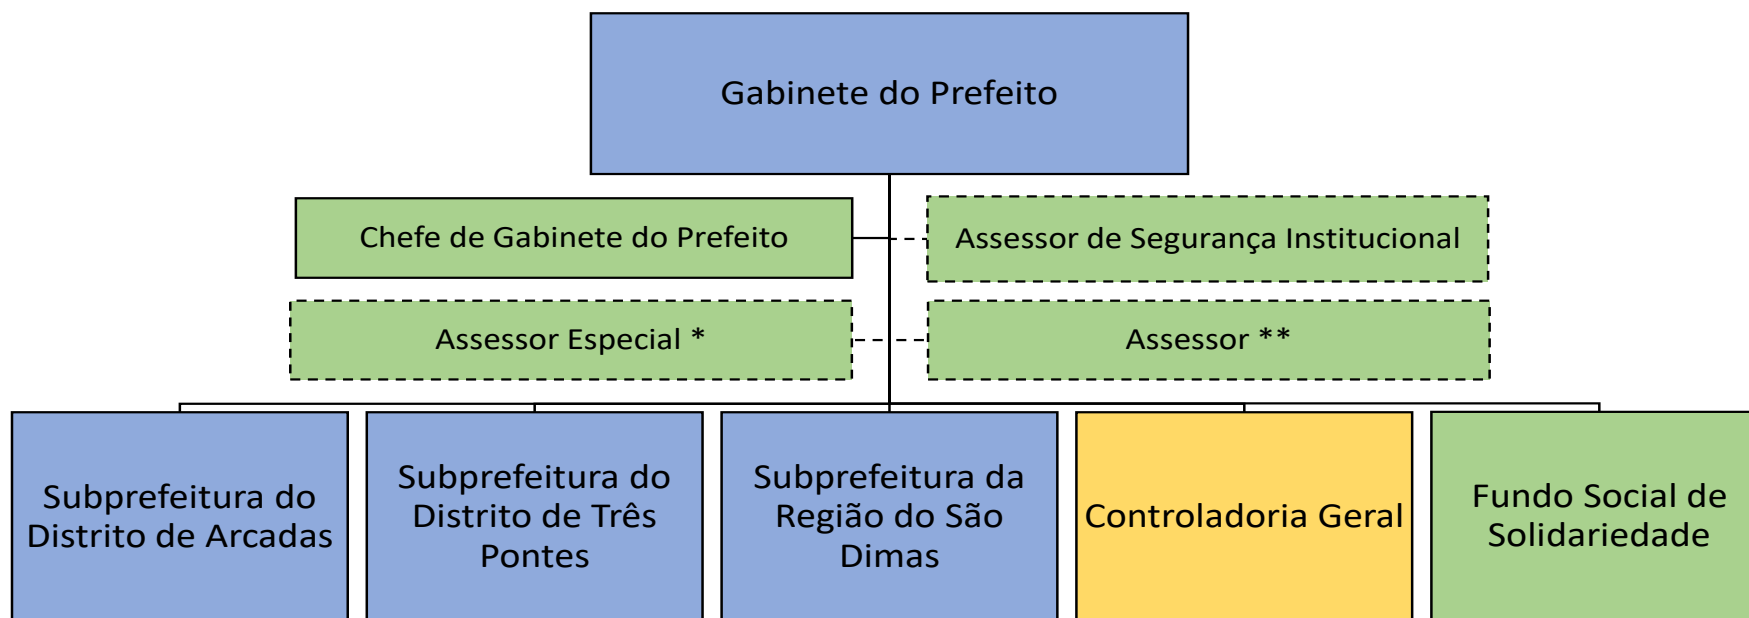 Gabinete do Prefeito
Chefe de Gabinete do Prefeito
Assessor de Segurança Institucional
Assessor Especial *
Assessor **
Subprefeitura do
Distrito de Arcadas
Subprefeitura do
Distrito de Três
Pontes
Subprefeitura da
Região do São
Dimas
Controladoria Geral
Fundo Social de
Solidariedade